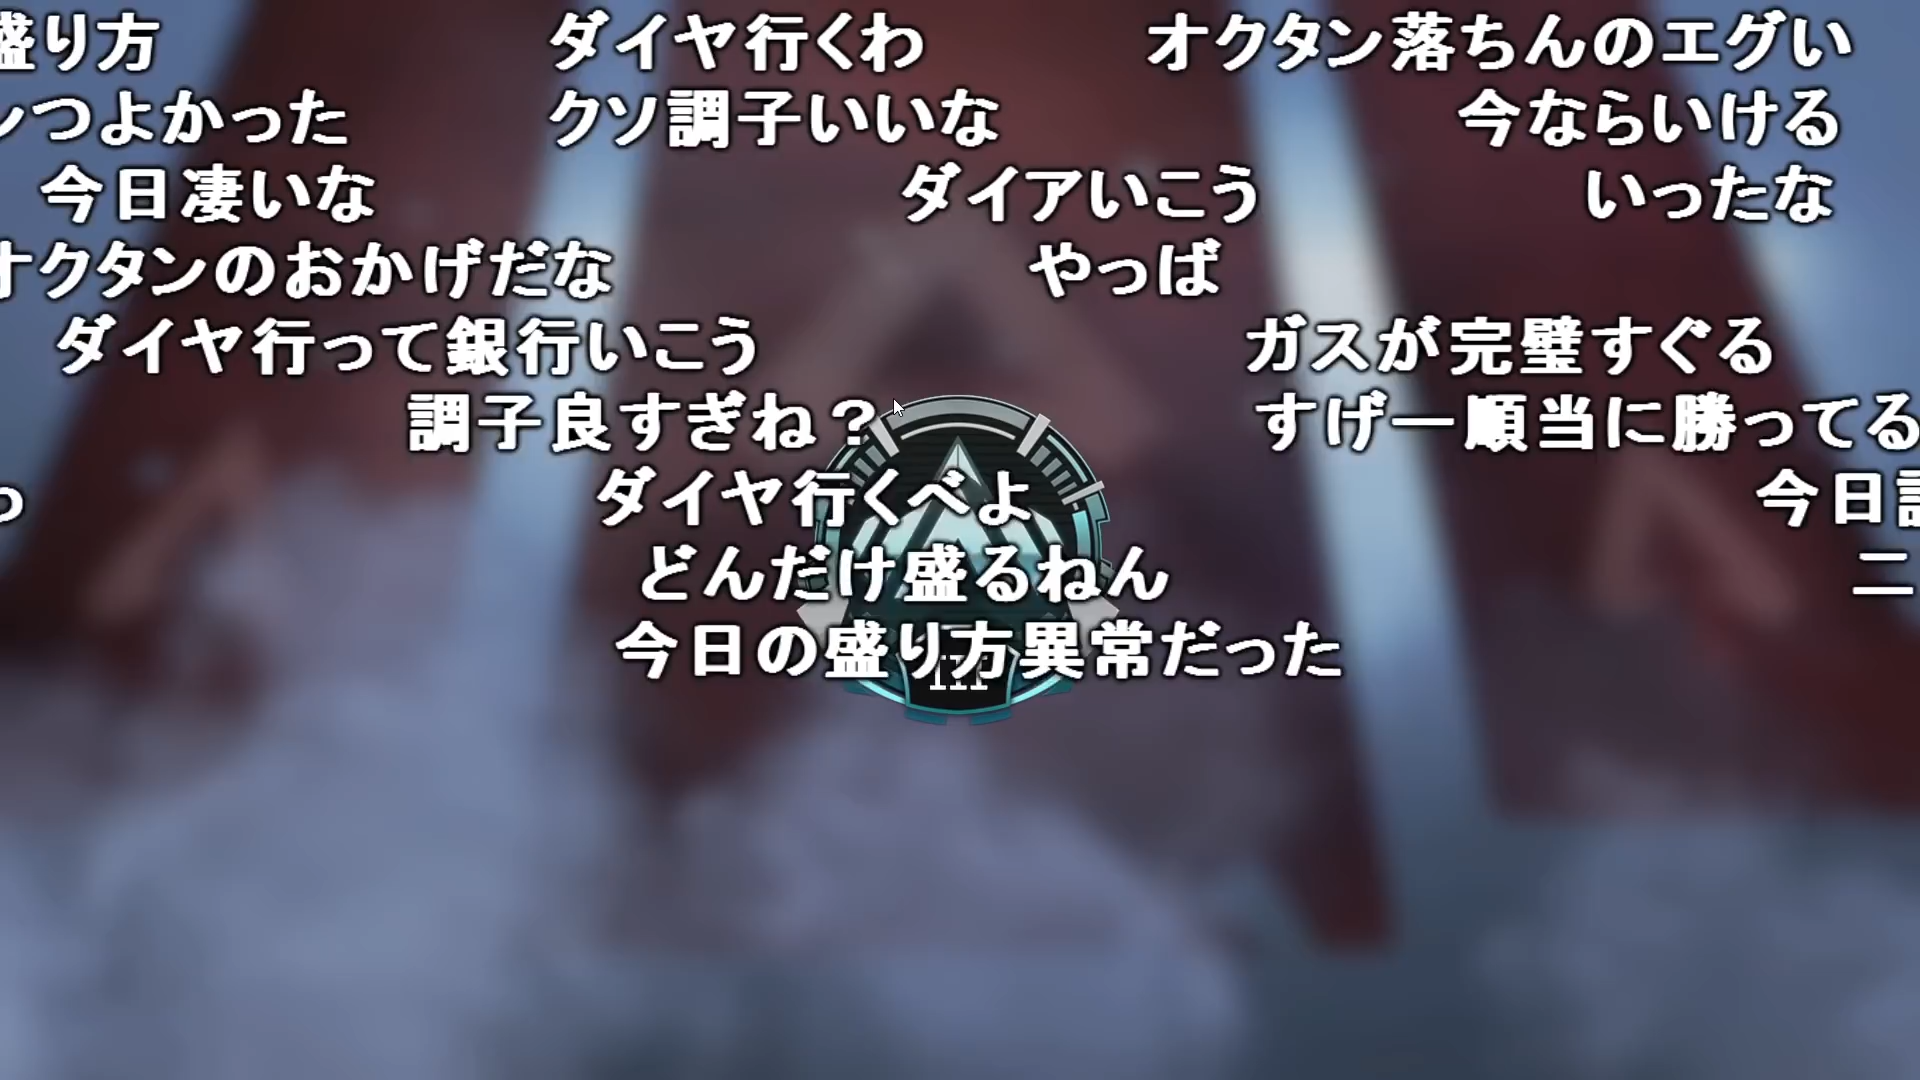 盛り方 ダイヤ行くわ オクタン落ちんのエグい
ンつよかった クソ調子いいな 今ならいける
今日凄いな ダイアいこう いったな
オクタンのおかげだな やっば
ダイヤ行って銀行いこう ガスが完璧すぐる
調子良すぎね？ すげー順当に勝ってる
っ ダイヤ行くべよ 今日調
どんだけ盛るねん 二
今日の盛り方異常だった
III